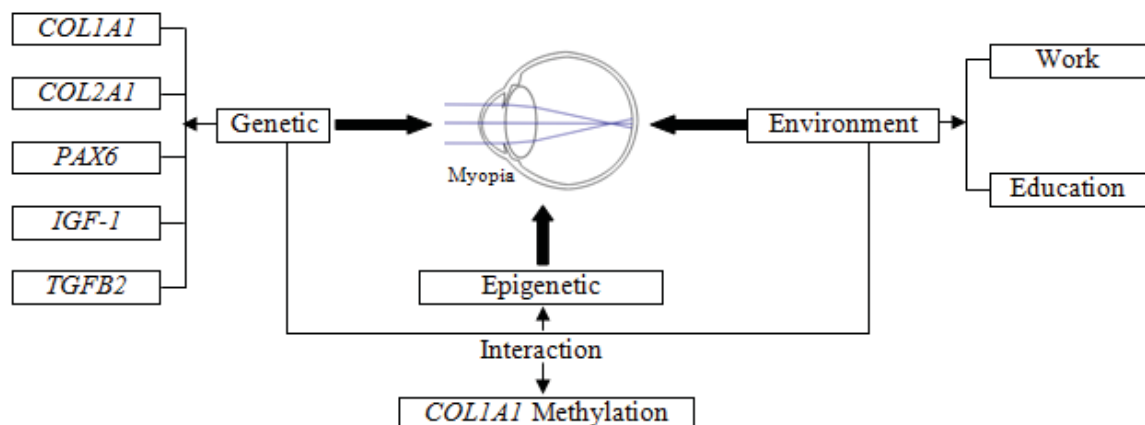 COL1A1
COL2A1
PAX6
IGF-1
TGFB2
Genetic
Myopia
Environment
Work
Education
Epigenetic
Interaction
COL1A1 Methylation